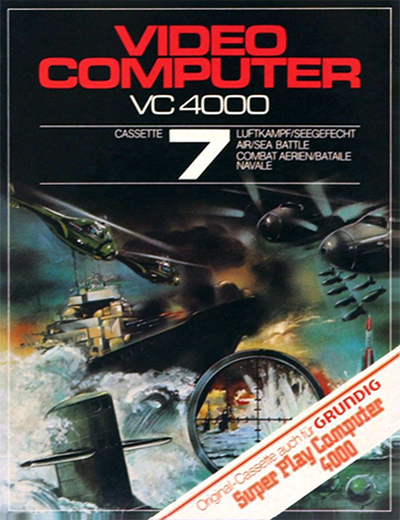 VIDEO
COMPUTER
VC 4000
CASSETTE 7 LUFTKAMPF/SEEGEFECHT
AIR/SEA BATTLE
COMBAT AERIEN/BATAILE
NAVALE
Original-Cassette auch für GRUNDIG
Super Play Computer
4000